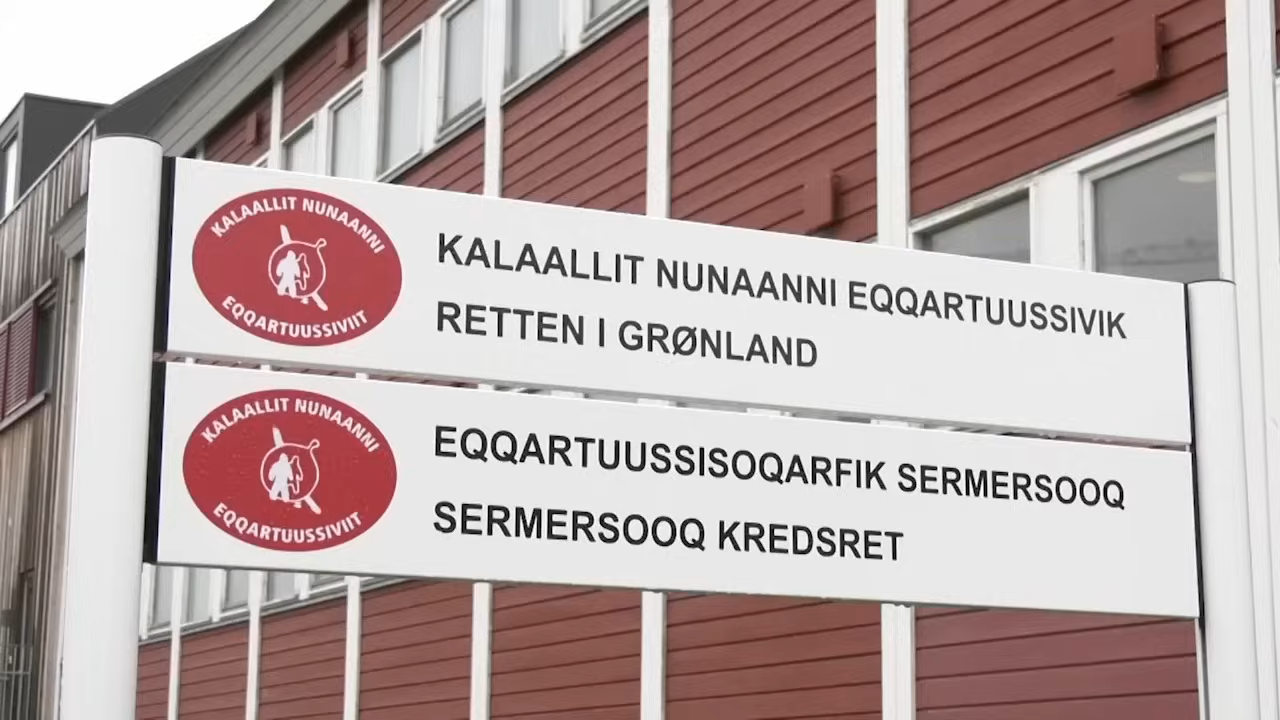 KALAALLIT NUNAANNI
EQQARTUUSSIVIIT
KALAALLIT NUNAANNI EQQARTUUSSIVIK
RETTEN I GRØNLAND
KALAALLIT NUNAANNI
EQQARTUUSSIVIIT
EQQARTUUSSISOQARFIK SERMERSOOQ
SERMERSOOQ KREDSRET